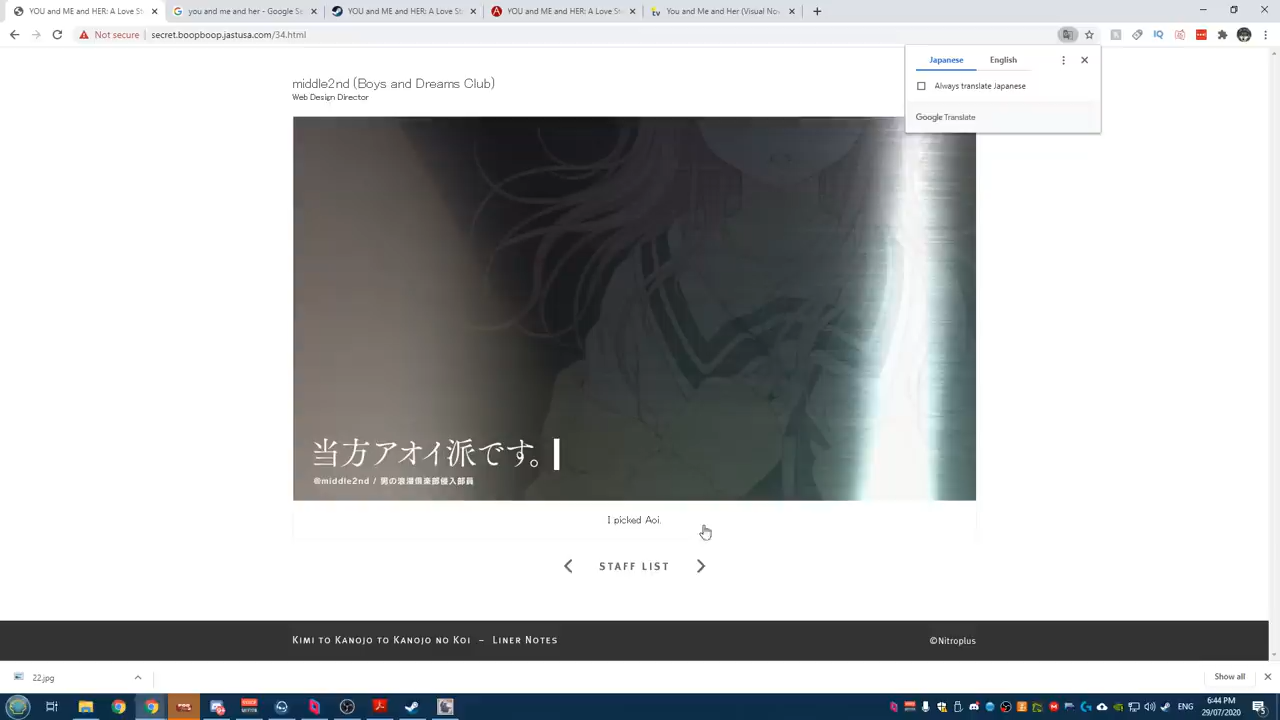 YOU and ME and HER: A Love St
you and me and her - Google Se
YOU and ME and HER: A Love S
YOU and ME and HER: A Love St
You and Me and Her (Visual Nov
Not secure
secret.boopboop.jastusa.com/34.html
Japanese
English
Always translate Japanese
Google Translate
middle2nd (Boys and Dreams Club)
Web Design Director
当方アオイ派です。
@middle2nd / 男の浪漫倶楽部侵入部員
I picked Aoi.
STAFF LIST
KIMI TO KANOJO TO KANOJO NO KOI – LINER NOTES
©Nitroplus
22.jpg
Show all
ENG
6:44 PM
29/07/2020